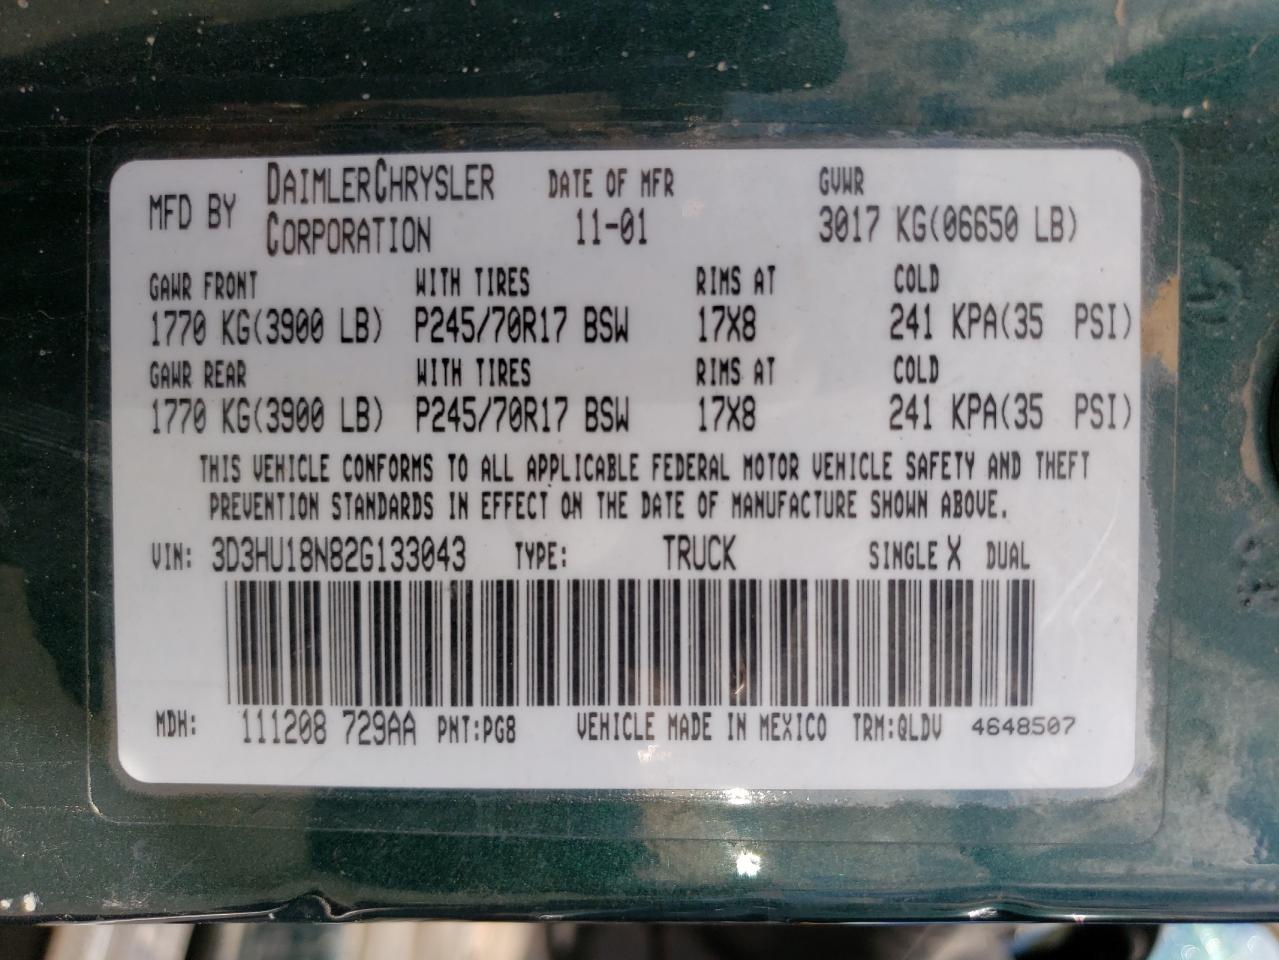 MFD BY DAIMLERCHRYSLER CORPORATION DATE OF MFR 11-01 GVWR 3017 KG(06650 LB)
GAWR FRONT WITH TIRES RIMS AT COLD
1770 KG(3900 LB) P245/70R17 BSW 17X8 241 KPA(35 PSI)
GAWR REAR WITH TIRES RIMS AT COLD
1770 KG(3900 LB) P245/70R17 BSW 17X8 241 KPA(35 PSI)
THIS VEHICLE CONFORMS TO ALL APPLICABLE FEDERAL MOTOR VEHICLE SAFETY AND THEFT
PREVENTION STANDARDS IN EFFECT ON THE DATE OF MANUFACTURE SHOWN ABOVE.
VIN: 3D3HU18N82G133043 TYPE: TRUCK SINGLE X DUAL
MDH: 111208 729AA PNT:PG8 VEHICLE MADE IN MEXICO TRM:QLDV 4648507